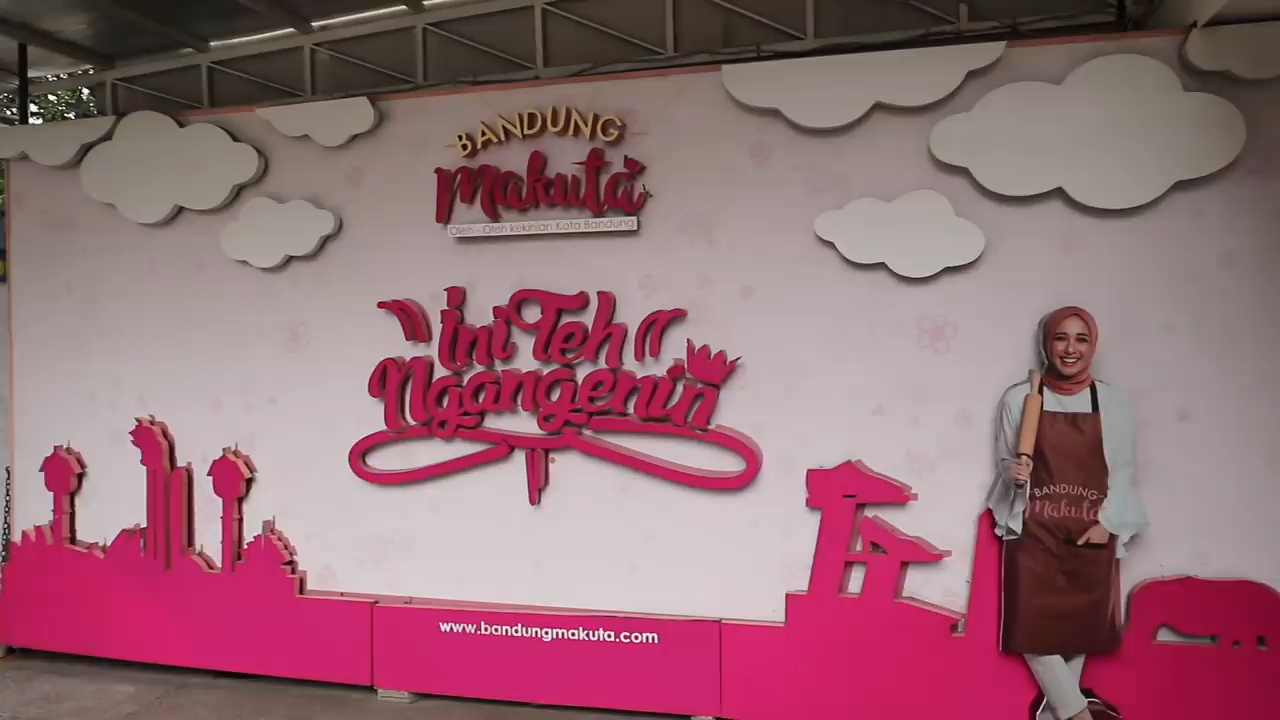 BANDUNG
Makuta
Oleh - Oleh kekinian Kota Bandung
"Ini Teh"
Ngangenin
www.bandungmakuta.com
BANDUNG
Makuta